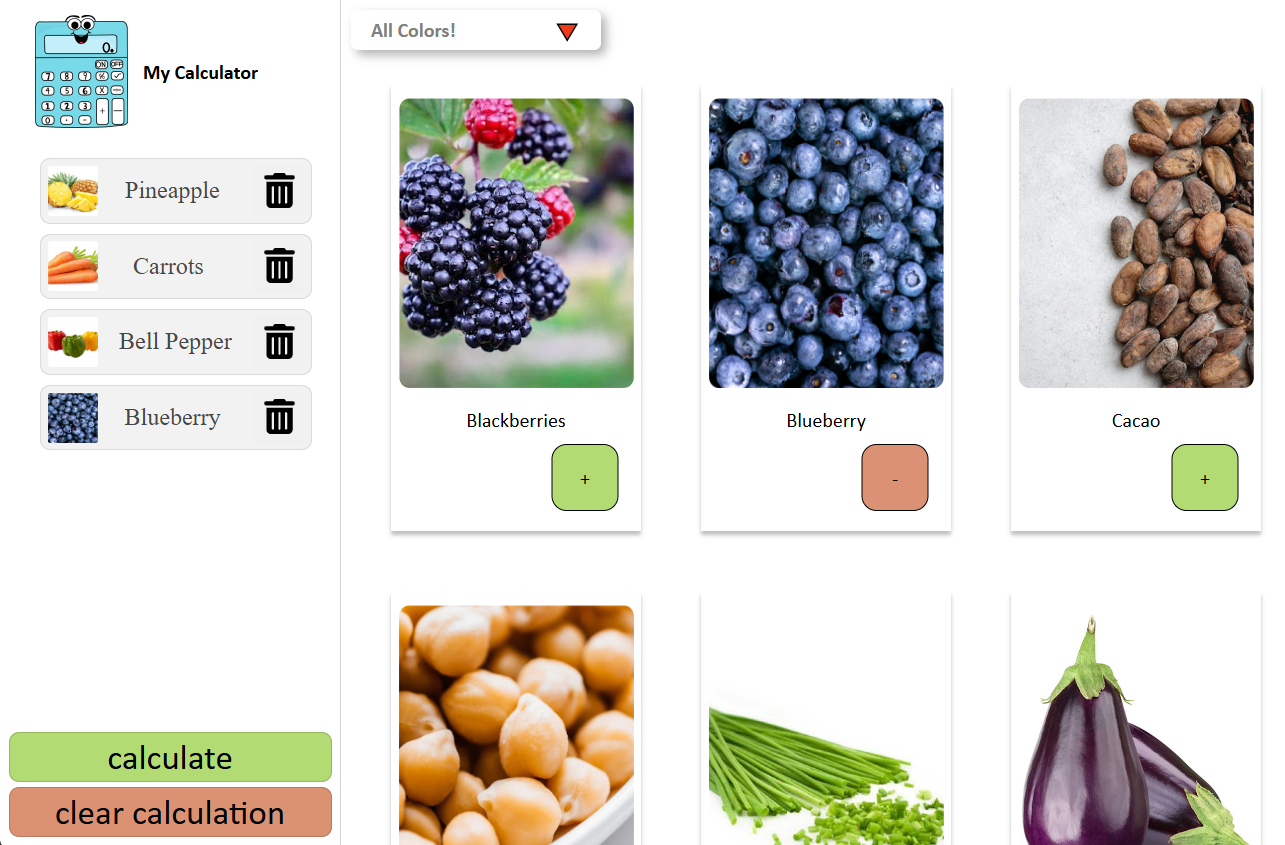 My Calculator
0.
ON OFF
7 8 9 % ✓
4 5 6 X —
1 2 3 + —
0 . =
Pineapple
Carrots
Bell Pepper
Blueberry
calculate
clear calculation
All Colors!
Blackberries
Blueberry
Cacao
+
-
+